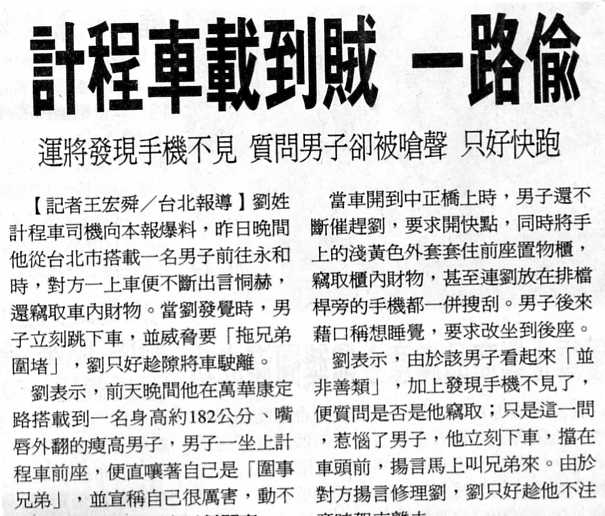 計程車載到賊 一路偷
運將發現手機不見 質問男子卻被嗆聲 只好快跑
【記者王宏舜／台北報導】劉姓
計程車司機向本報爆料，昨日晚間
他從台北市搭載一名男子前往永和
時，對方一上車便不斷出言恫赫，
還竊取車內財物。當劉發覺時，男
子立刻跳下車，並威脅要「拖兄弟
圍堵」，劉只好趁隙將車駛離。
劉表示，前天晚間他在萬華康定
路搭載到一名身高約182公分、嘴
唇外翻的瘦高男子，男子一坐上計
程車前座，便直嚷著自己是「圍事
兄弟」，並宣稱自己很厲害，動不
當車開到中正橋上時，男子還不
斷催趕劉，要求開快點，同時將手
上的淺黃色外套套住前座置物櫃，
竊取櫃內財物，甚至連劉放在排檔
桿旁的手機都一併搜刮。男子後來
藉口稱想睡覺，要求改坐到後座。
劉表示，由於該男子看起來「並
非善類」，加上發現手機不見了，
便質問是否是他竊取；只是這一問
，惹惱了男子，他立刻下車，擋在
車頭前，揚言馬上叫兄弟來。由於
對方揚言修理劉，劉只好趁他不注